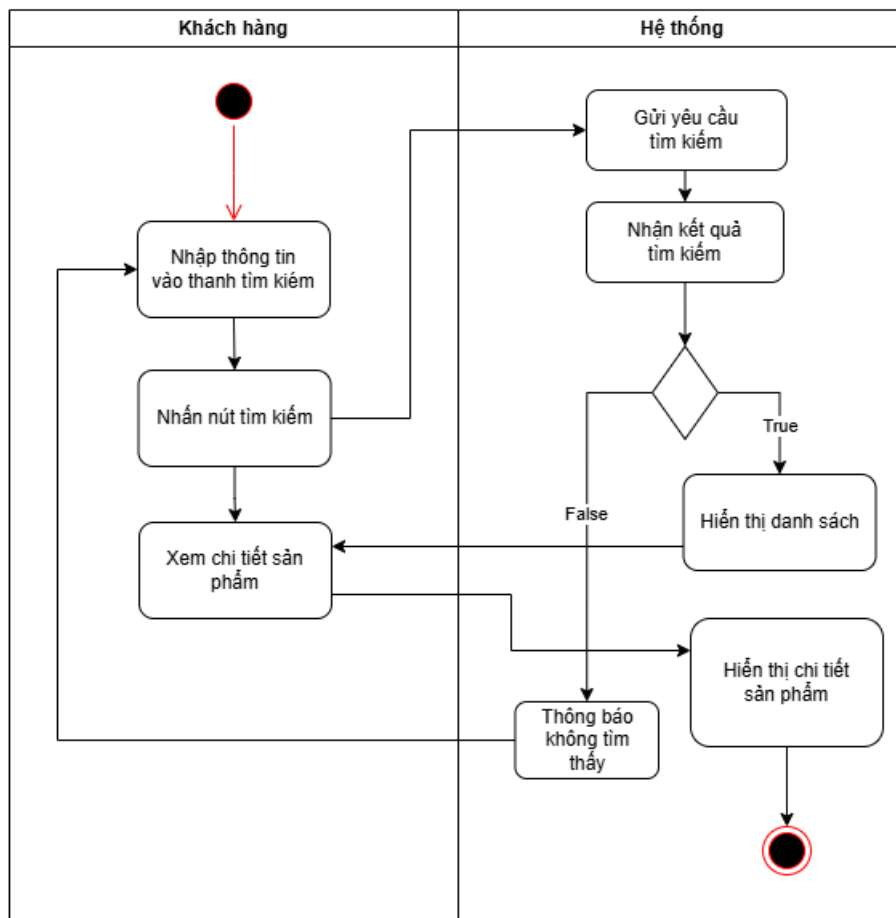 Khách hàng
Hệ thống
Gửi yêu cầu
tìm kiếm
Nhận kết quả
tìm kiếm
Nhập thông tin
vào thanh tìm kiém
Nhấn nút tìm kiếm
True
Hiển thị danh sách
False
Xem chi tiết sản
phẩm
Hiển thị chi tiết
sản phẩm
Thông báo
không tìm
thấy